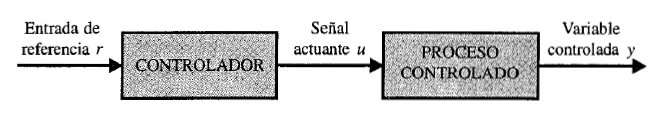 Entrada de
referencia r
CONTROLADOR
Señal
actuante u
PROCESO
CONTROLADO
Variable
controlada y